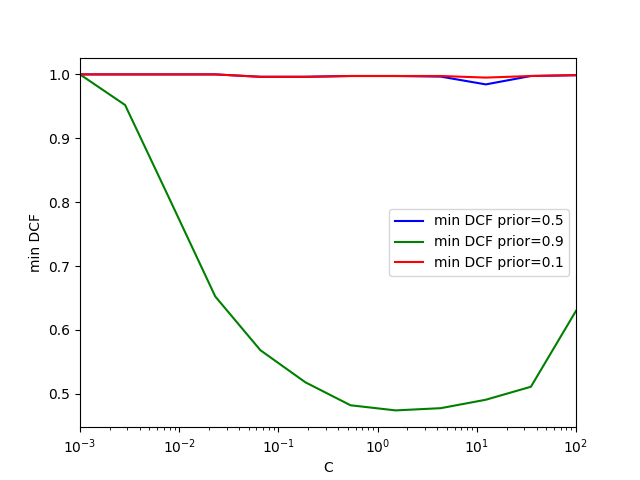 1.0
0.9
0.8
0.7
0.6
0.5
min DCF
min DCF prior=0.5
min DCF prior=0.9
min DCF prior=0.1
10⁻³ 10⁻² 10⁻¹ 10⁰ 10¹ 10²
C